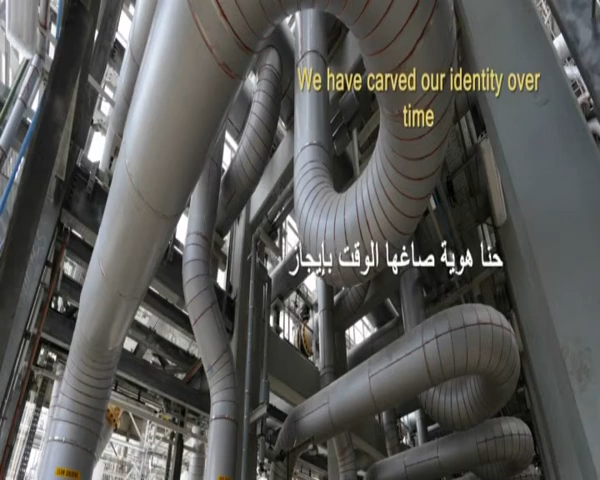 We have carved our identity over
time
حنا هوية صاغها الوقت بإيجاز